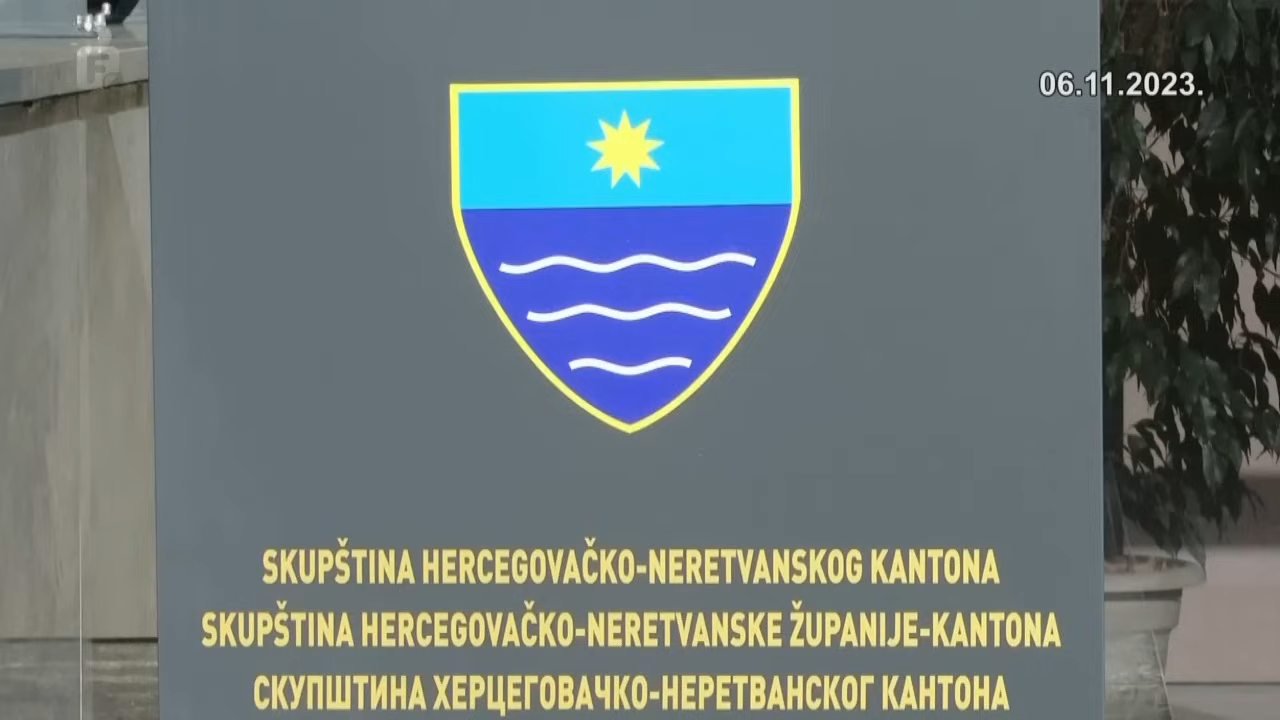 06.11.2023.
SKUPŠTINA HERCEGOVAČKO-NERETVANSKOG KANTONA
SKUPŠTINA HERCEGOVAČKO-NERETVANSKE ŽUPANIJE-KANTONA
СКУПШТИНА ХЕРЦЕГОВАЧКО-НЕРЕТВАНСКОГ КАНТОНА